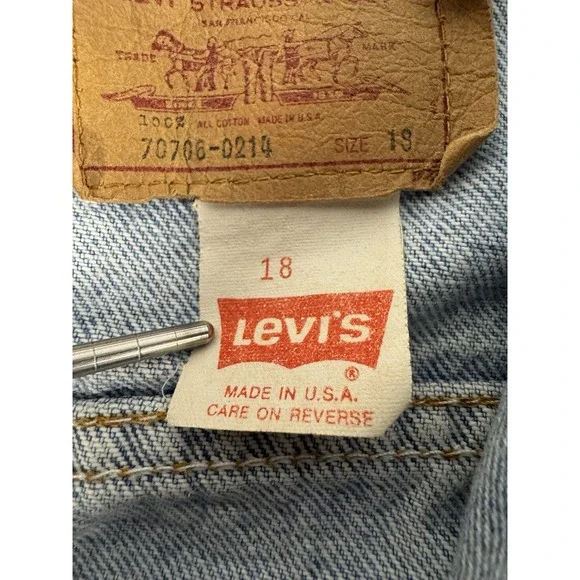 STRAUSS
SAN FRANCISCO CAL
TRADE MARK
100% ALL COTTON MADE IN U.S.A.
70706-0214 SIZE 18
18
Levi's
®
MADE IN U.S.A.
CARE ON REVERSE